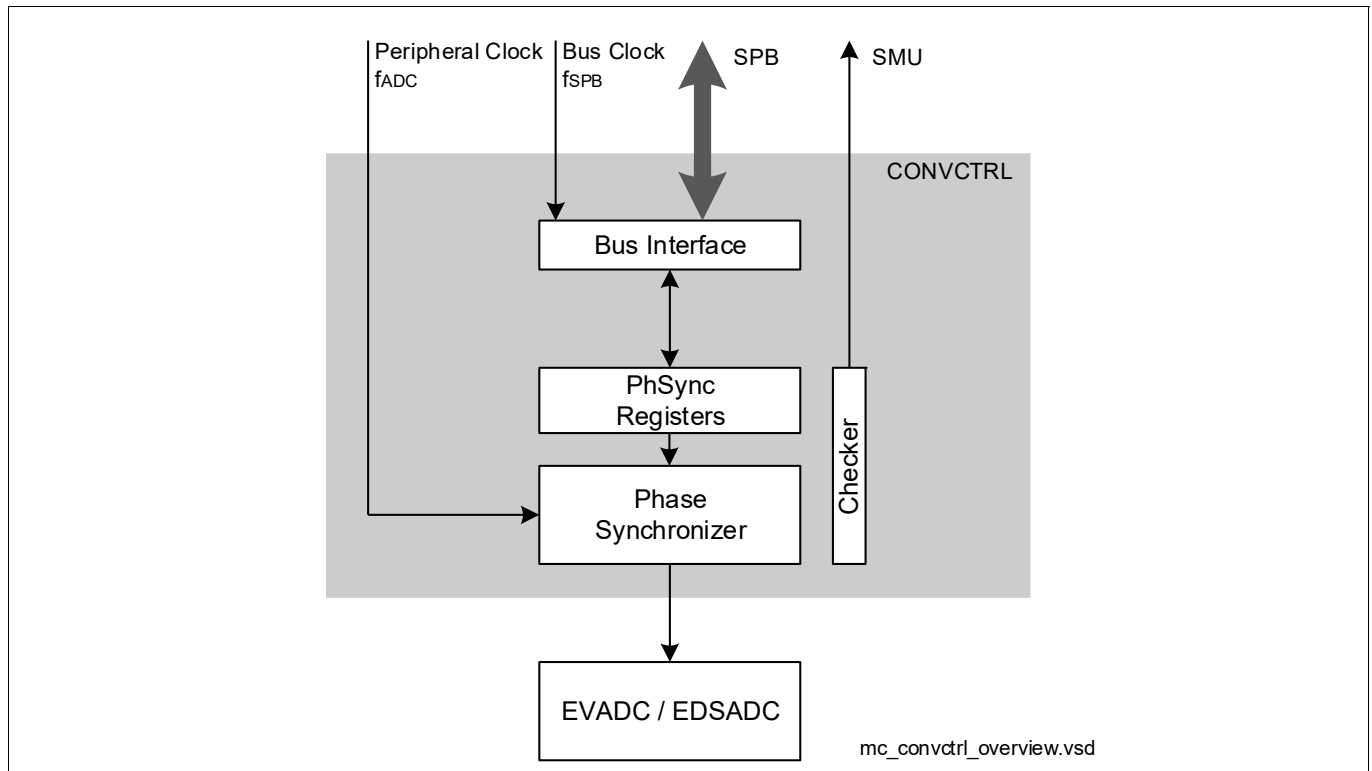 Peripheral Clock
fADC
Bus Clock
fSPB
SPB
SMU
CONVCTRL
Bus Interface
PhSync
Registers
Checker
Phase
Synchronizer
EVADC / EDSADC
mc_convctrl_overview.vsd